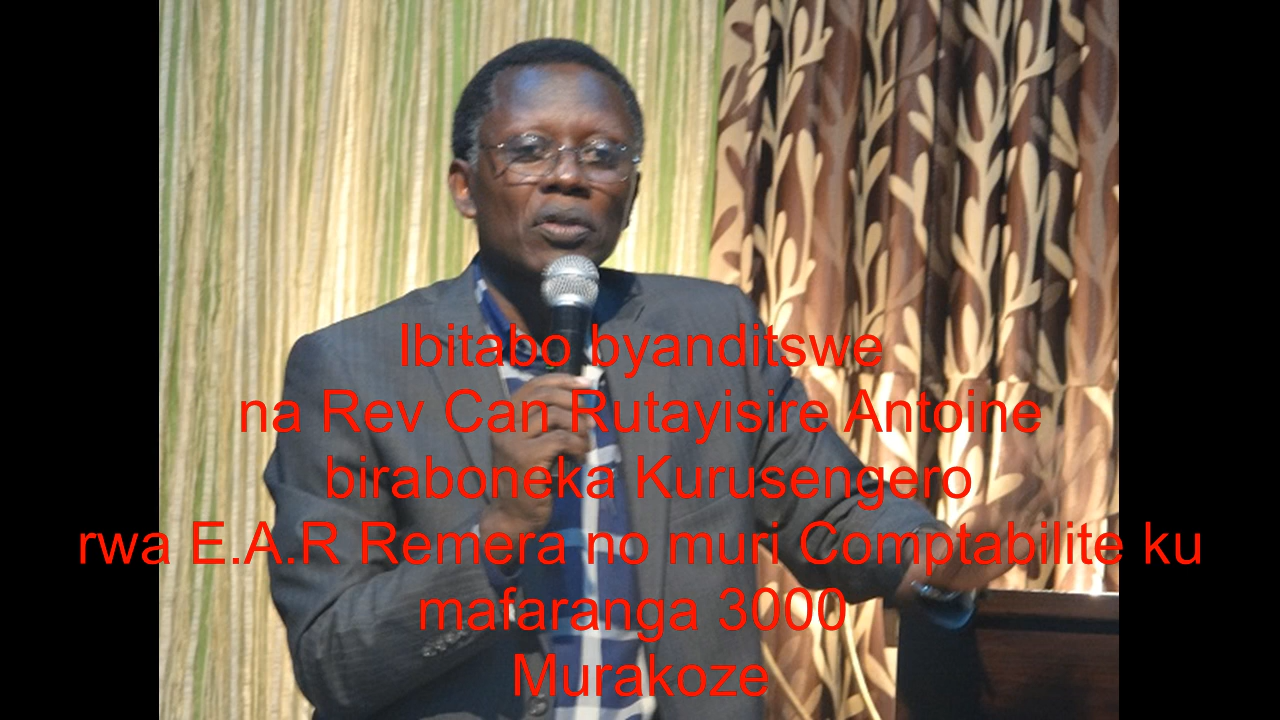 Ibitabo byanditswe
na Rev Can Rutayisire Antoine
biraboneka Kurusengero
rwa E.A.R Remera no muri Comptabilite ku
mafaranga 3000
Murakoze